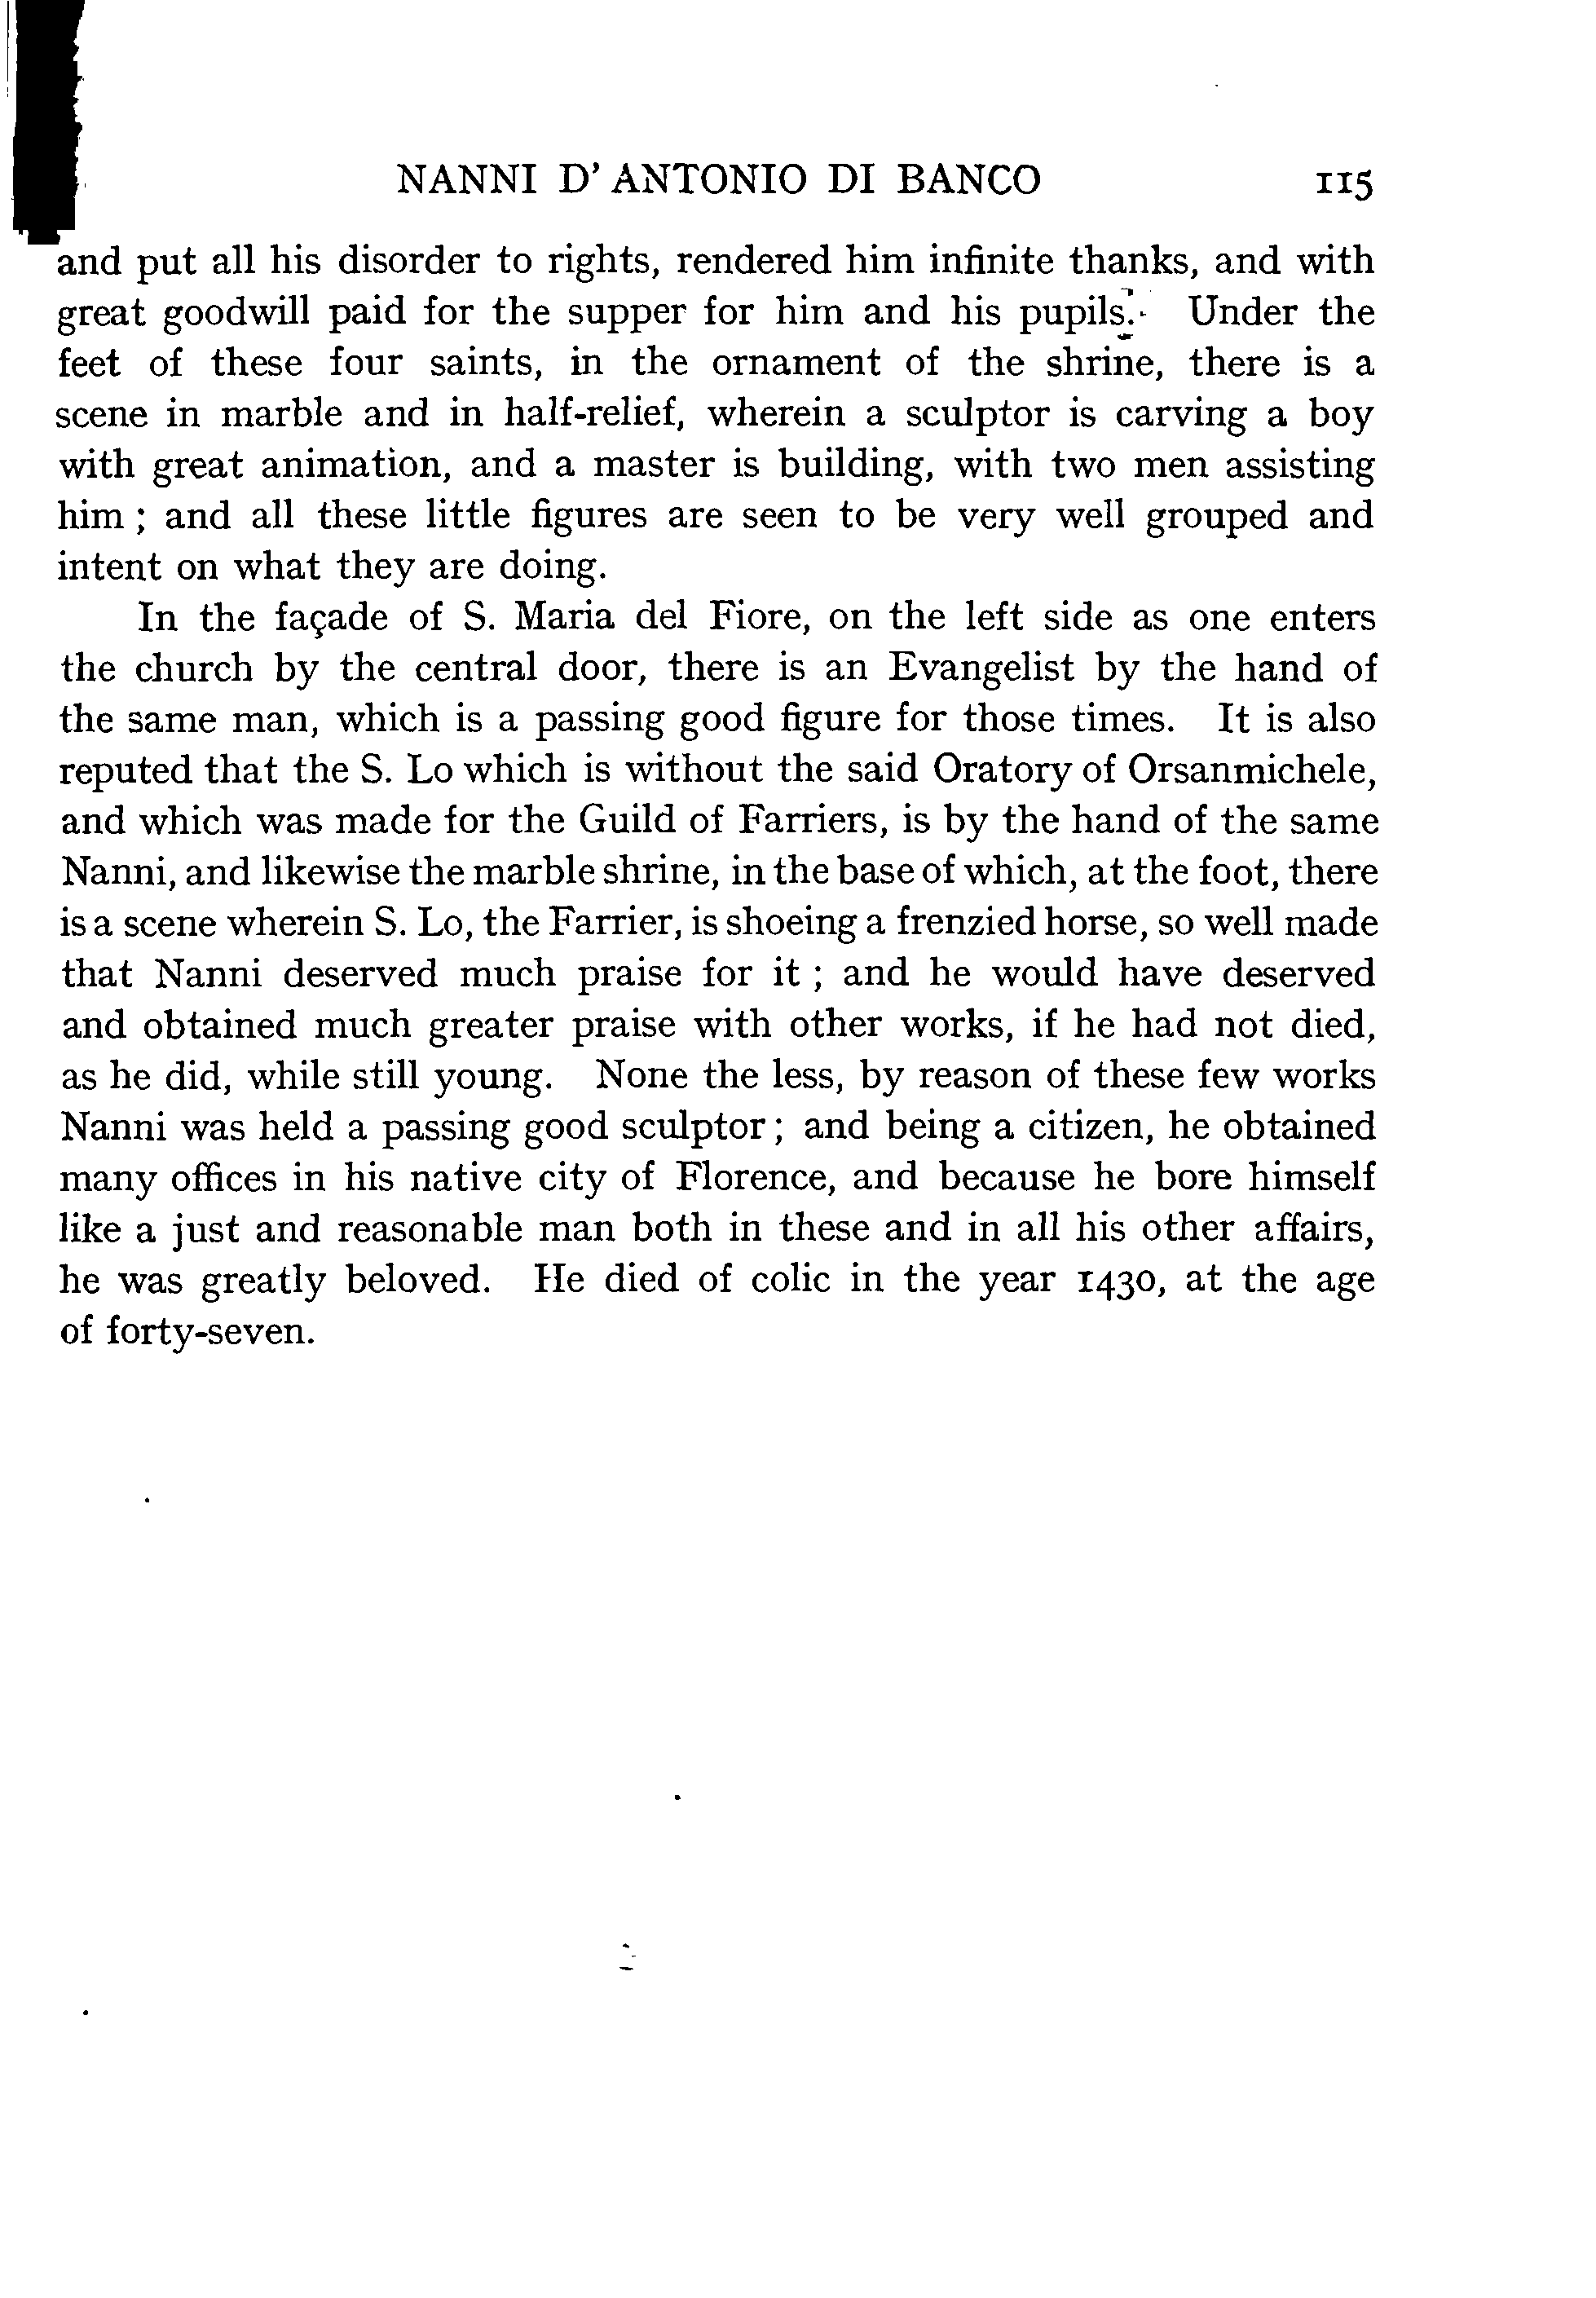 NANNI D' ANTONIO DI BANCO 115
and put all his disorder to rights, rendered him infinite thanks, and with
great goodwill paid for the supper for him and his pupils. Under the
feet of these four saints, in the ornament of the shrine, there is a
scene in marble and in half-relief, wherein a sculptor is carving a boy
with great animation, and a master is building, with two men assisting
him ; and all these little figures are seen to be very well grouped and
intent on what they are doing.
In the façade of S. Maria del Fiore, on the left side as one enters
the church by the central door, there is an Evangelist by the hand of
the same man, which is a passing good figure for those times. It is also
reputed that the S. Lo which is without the said Oratory of Orsanmichele,
and which was made for the Guild of Farriers, is by the hand of the same
Nanni, and likewise the marble shrine, in the base of which, at the foot, there
is a scene wherein S. Lo, the Farrier, is shoeing a frenzied horse, so well made
that Nanni deserved much praise for it ; and he would have deserved
and obtained much greater praise with other works, if he had not died,
as he did, while still young. None the less, by reason of these few works
Nanni was held a passing good sculptor ; and being a citizen, he obtained
many offices in his native city of Florence, and because he bore himself
like a just and reasonable man both in these and in all his other affairs,
he was greatly beloved. He died of colic in the year 1430, at the age
of forty-seven.